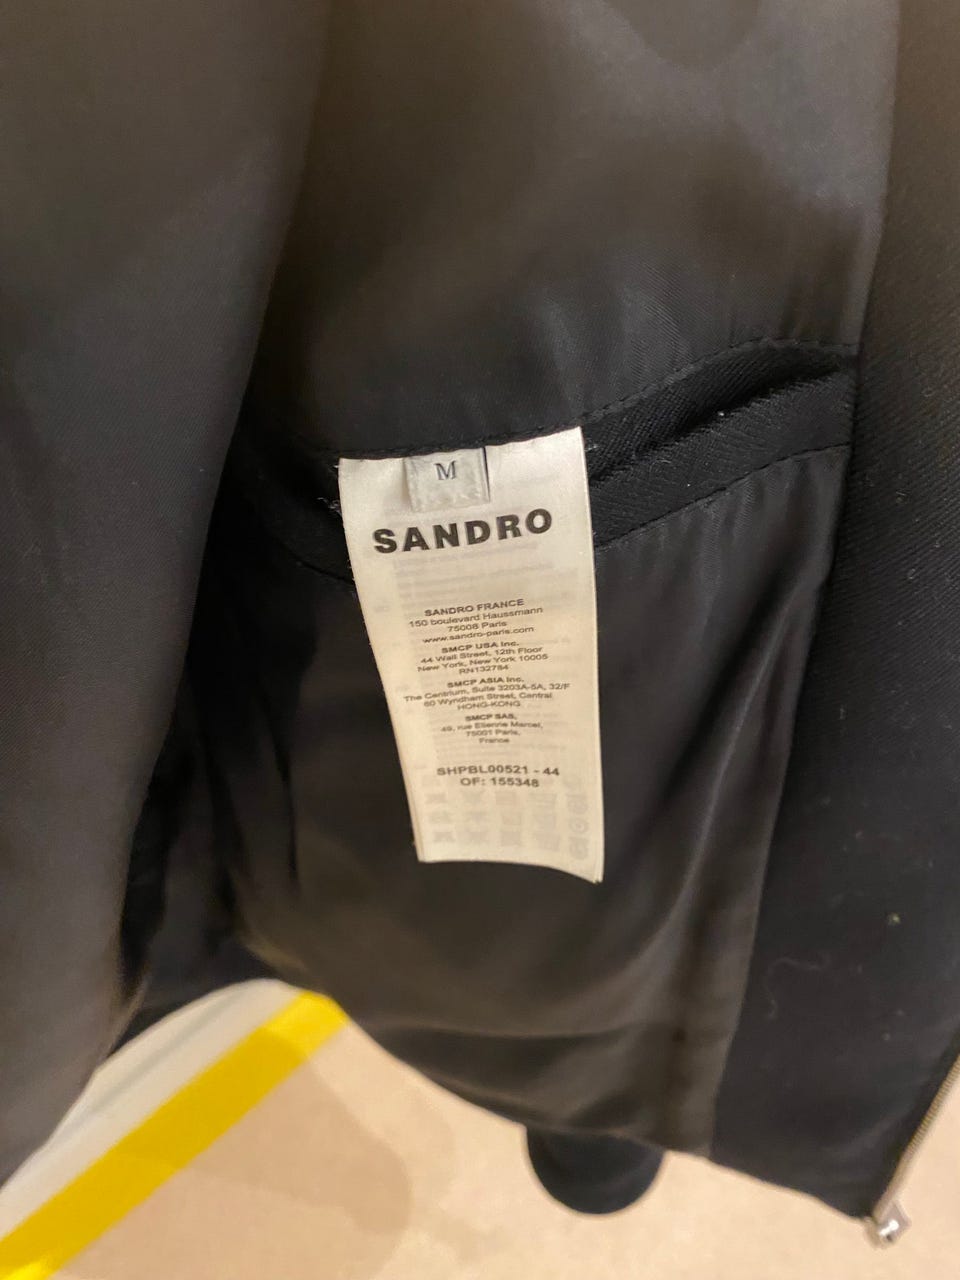 M
SANDRO
SANDRO FRANCE
150 boulevard Haussmann
75008 Paris
www.sandro-paris.com
SMCP USA Inc.
44 Wall Street, 12th Floor
New York, New York 10005
RN132784
SMCP ASIA Inc.
The Centrium, Suite 3203A-5A, 32/F
60 Wyndham Street, Central
HONG-KONG
SMCP SAS,
49, rue Etienne Marcel,
75001 Paris,
France
SHPBL00521 - 44
OF: 155348